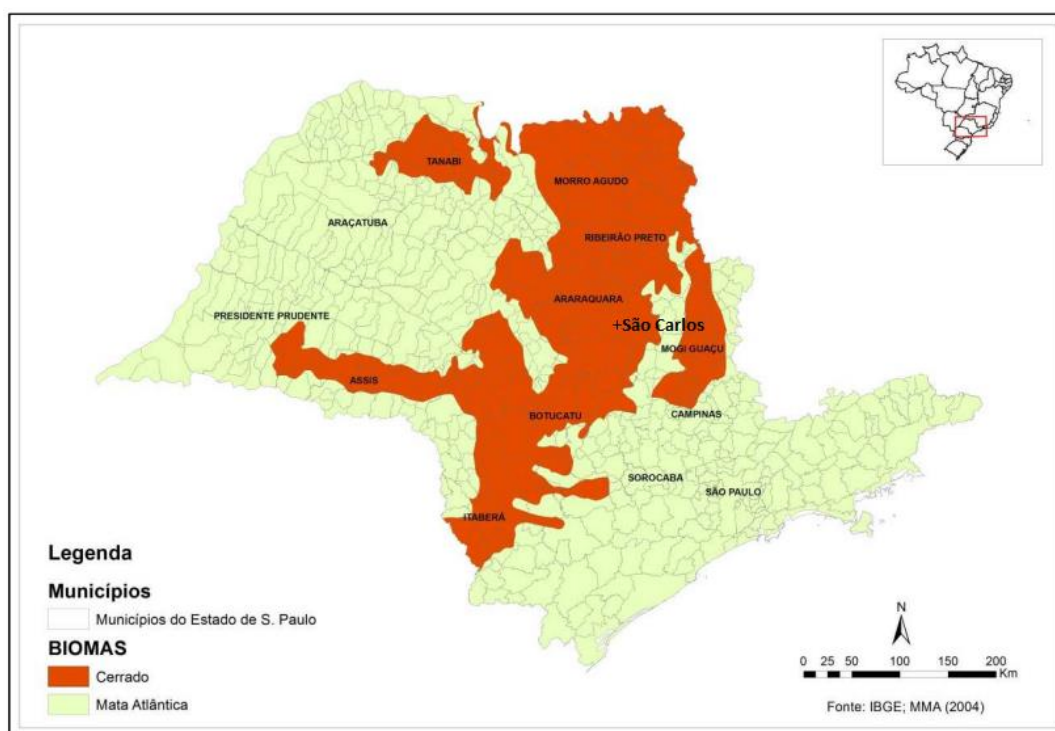 TANABI
MORRO AGUDO
ARAÇATUBA
RIBEIRÃO PRETO
ARARAQUARA
PRESIDENTE PRUDENTE
+São Carlos
MOGI GUAÇU
ASSIS
BOTUCATU
CAMPINAS
SOROCABA
SÃO PAULO
ITABERÁ
Legenda
Municípios
Municípios do Estado de S. Paulo
BIOMAS
Cerrado
Mata Atlântica
N
0 25 50 100 150 200
Km
Fonte: IBGE; MMA (2004)